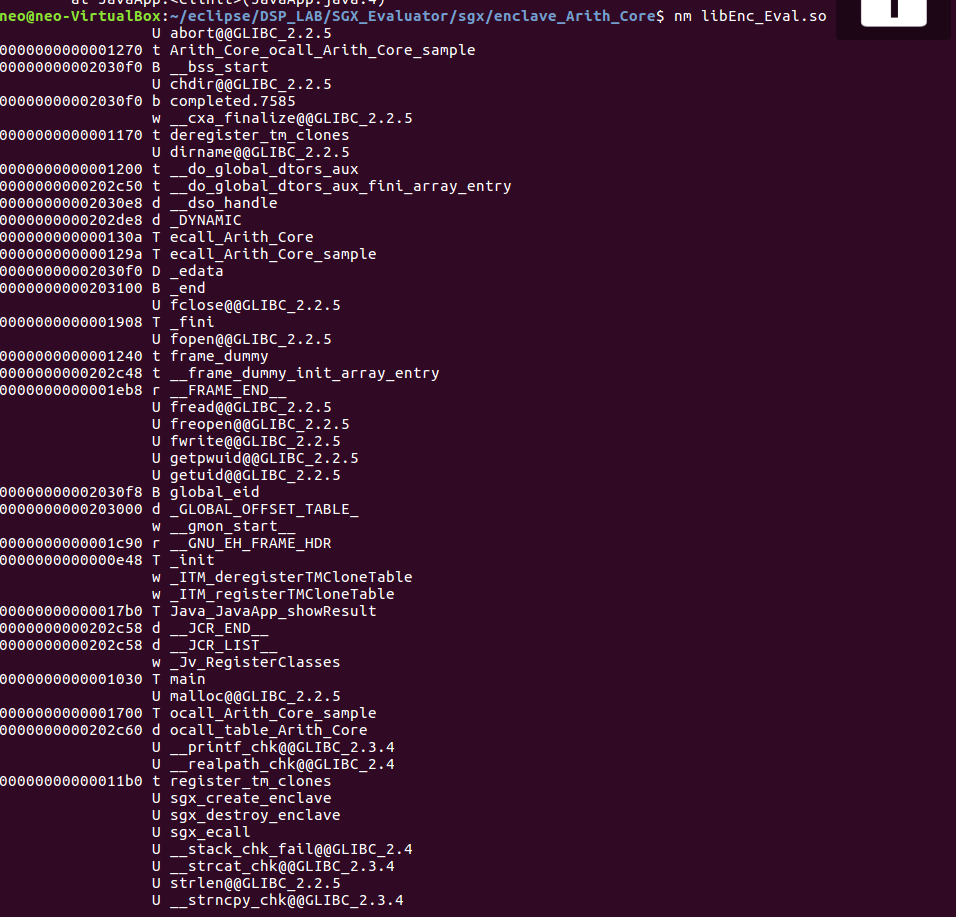 at JavaApp.<clinit>(JavaApp.java:4)
neo@neo-VirtualBox:~/eclipse/DSP_LAB/SGX_Evaluator/sgx/enclave_Arith_Core$ nm libEnc_Eval.so
U abort@@GLIBC_2.2.5
0000000000001270 t Arith_Core_ocall_Arith_Core_sample
00000000002030f0 B __bss_start
U chdir@@GLIBC_2.2.5
00000000002030f0 b completed.7585
w __cxa_finalize@@GLIBC_2.2.5
0000000000001170 t deregister_tm_clones
U dirname@@GLIBC_2.2.5
0000000000001200 t __do_global_dtors_aux
0000000000202c50 t __do_global_dtors_aux_fini_array_entry
00000000002030e8 d __dso_handle
0000000000202de8 d _DYNAMIC
000000000000130a T ecall_Arith_Core
000000000000129a T ecall_Arith_Core_sample
00000000002030f0 D _edata
0000000000203100 B _end
U fclose@@GLIBC_2.2.5
0000000000001908 T _fini
U fopen@@GLIBC_2.2.5
0000000000001240 t frame_dummy
0000000000202c48 t __frame_dummy_init_array_entry
0000000000001eb8 r __FRAME_END__
U fread@@GLIBC_2.2.5
U freopen@@GLIBC_2.2.5
U fwrite@@GLIBC_2.2.5
U getpwuid@@GLIBC_2.2.5
U getuid@@GLIBC_2.2.5
00000000002030f8 B global_eid
0000000000203000 d _GLOBAL_OFFSET_TABLE_
w __gmon_start__
0000000000001c90 r __GNU_EH_FRAME_HDR
0000000000000e48 T _init
w _ITM_deregisterTMCloneTable
w _ITM_registerTMCloneTable
00000000000017b0 T Java_JavaApp_showResult
0000000000202c58 d __JCR_END__
0000000000202c58 d __JCR_LIST__
w _Jv_RegisterClasses
0000000000001030 T main
U malloc@@GLIBC_2.2.5
0000000000001700 T ocall_Arith_Core_sample
0000000000202c60 d ocall_table_Arith_Core
U __printf_chk@@GLIBC_2.3.4
U __realpath_chk@@GLIBC_2.4
00000000000011b0 t register_tm_clones
U sgx_create_enclave
U sgx_destroy_enclave
U sgx_ecall
U __stack_chk_fail@@GLIBC_2.4
U __strcat_chk@@GLIBC_2.3.4
U strlen@@GLIBC_2.2.5
U __strncpy_chk@@GLIBC_2.3.4